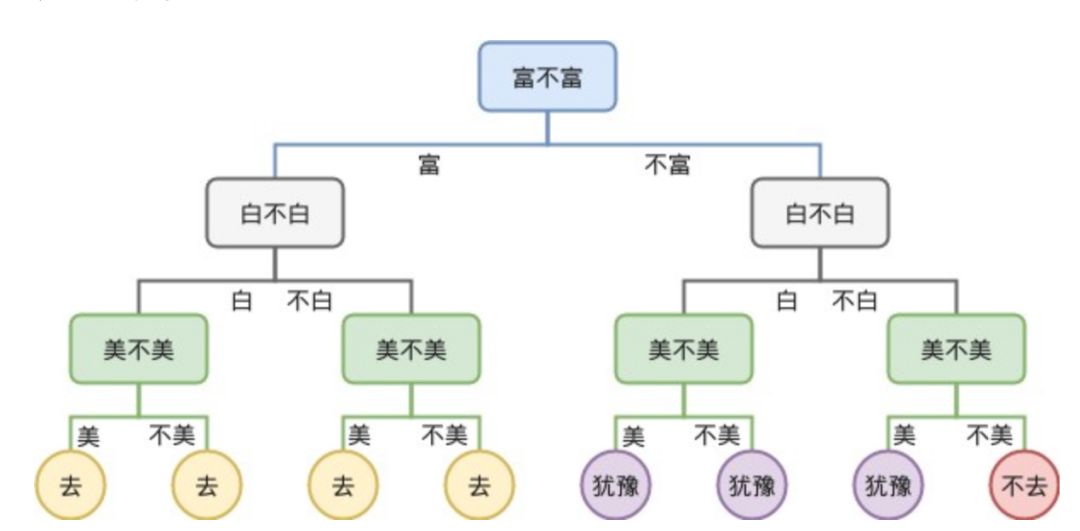 富不富
富 不富
白不白 白不白
白 不白 白 不白
美不美 美不美 美不美 美不美
美 不美 美 不美 美 不美 美 不美
去 去 去 去 犹豫 犹豫 犹豫 不去